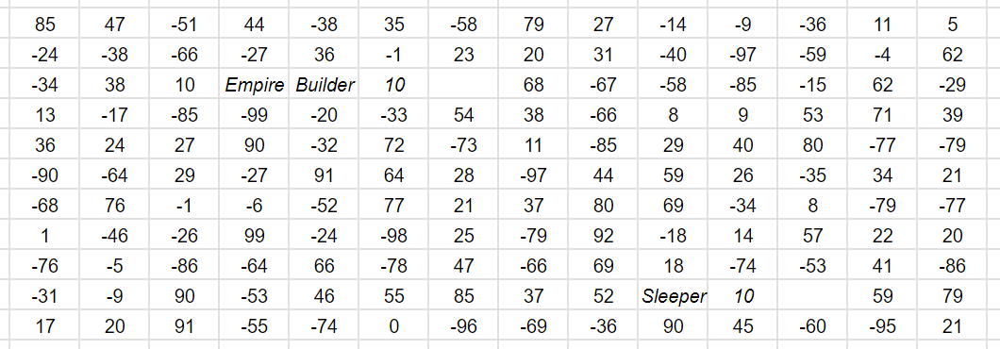 85 47 -51 44 -38 35 -58 79 27 -14 -9 -36 11 5
-24 -38 -66 -27 36 -1 23 20 31 -40 -97 -59 -4 62
-34 38 10 Empire Builder 10 68 -67 -58 -85 -15 62 -29
13 -17 -85 -99 -20 -33 54 38 -66 8 9 53 71 39
36 24 27 90 -32 72 -73 11 -85 29 40 80 -77 -79
-90 -64 29 -27 91 64 28 -97 44 59 26 -35 34 21
-68 76 -1 -6 -52 77 21 37 80 69 -34 8 -79 -77
1 -46 -26 99 -24 -98 25 -79 92 -18 14 57 22 20
-76 -5 -86 -64 66 -78 47 -66 69 18 -74 -53 41 -86
-31 -9 90 -53 46 55 85 37 52 Sleeper 10 59 79
17 20 91 -55 -74 0 -96 -69 -36 90 45 -60 -95 21